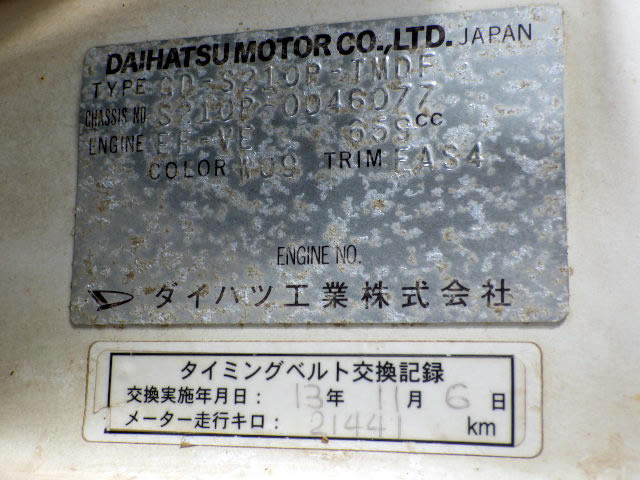 DAIHATSU MOTOR CO.,LTD. JAPAN
TYPE GD-S210P-TMDF
CHASSIS NO S210P-0046077
ENGINE EF-VE 659cc
COLOR W09 TRIM FAS4
ENGINE NO.
ダイハツ工業株式会社
タイミングベルト交換記録
交換実施年月日： 13 年 11 月 6 日
メーター走行キロ： 21441 km